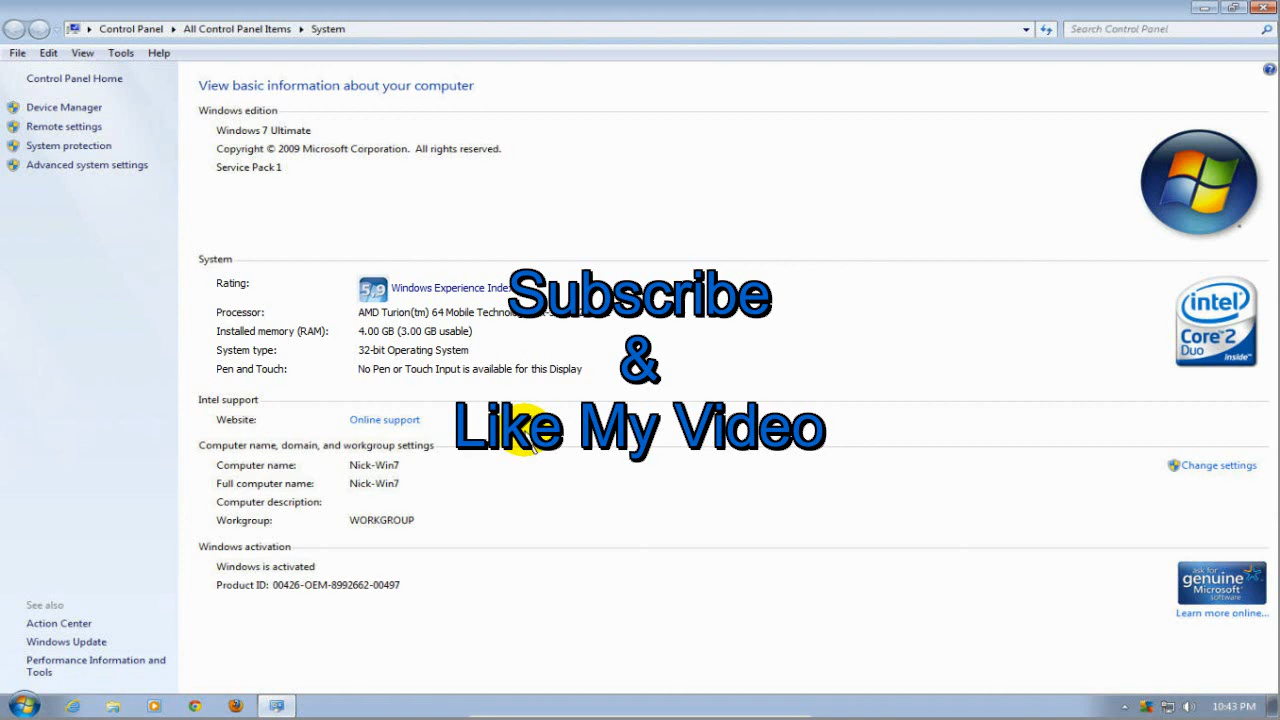 Control Panel ▸ All Control Panel Items ▸ System
Search Control Panel
File Edit View Tools Help
Control Panel Home
Device Manager
Remote settings
System protection
Advanced system settings
See also
Action Center
Windows Update
Performance Information and
Tools
View basic information about your computer
Windows edition
Windows 7 Ultimate
Copyright © 2009 Microsoft Corporation. All rights reserved.
Service Pack 1
System
Rating: 5,9 Windows Experience Index
Processor: AMD Turion(tm) 64 Mobile
Installed memory (RAM): 4.00 GB (3.00 GB usable)
System type: 32-bit Operating System
Pen and Touch: No Pen or Touch Input is available for this Display
intel
Core™2
Duo inside™
Subscribe
&
Like My Video
Intel support
Website: Online support
Computer name, domain, and workgroup settings
Computer name: Nick-Win7
Full computer name: Nick-Win7
Computer description:
Workgroup: WORKGROUP
Change settings
Windows activation
Windows is activated
Product ID: 00426-OEM-8992662-00497
ask for
genuine
Microsoft
software
Learn more online...
10:43 PM